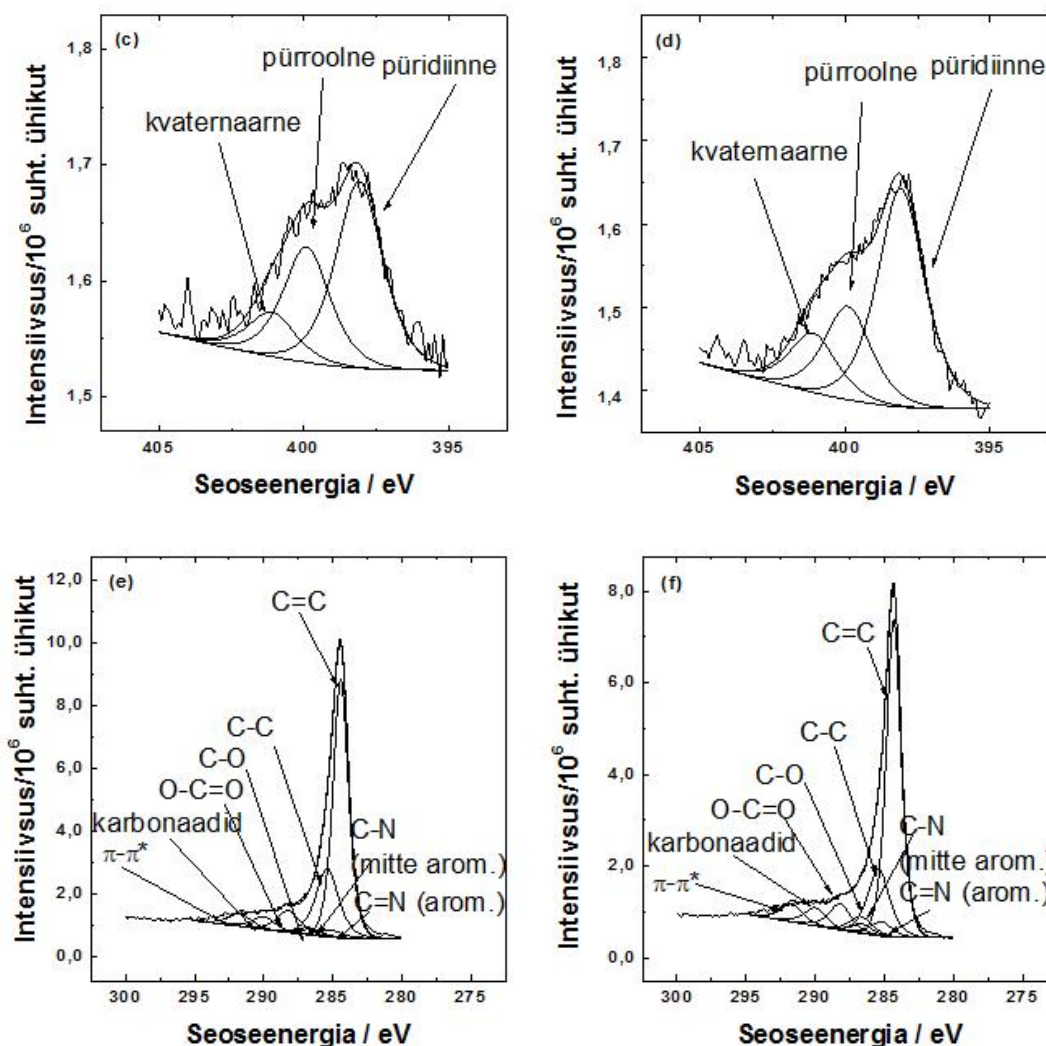 (c)
pürroolne
püridiinne
kvaternaarne
1,8
1,7
1,6
1,5
Intensiivsus/10⁶ suht. ühikut
405 400 395
Seoseenergia / eV
(d)
pürroolne
püridiinne
kvaternaarne
1,8
1,7
1,6
1,5
1,4
Intensiivsus/10⁶ suht. ühikut
405 400 395
Seoseenergia / eV
(e)
12,0
10,0
8,0
6,0
4,0
2,0
0,0
Intensiivsus/10⁶ suht. ühikut
C=C
C-C
C-O
O-C=O
karbonaadid
π-π*
C-N
(mitte arom.)
C=N (arom.)
300 295 290 285 280 275
Seoseenergia / eV
(f)
8,0
6,0
4,0
2,0
0,0
Intensiivsus/10⁶ suht. ühikut
C=C
C-C
C-O
O-C=O
karbonaadid
π-π*
C-N
(mitte arom.)
C=N (arom.)
300 295 290 285 280 275
Seoseenergia / eV